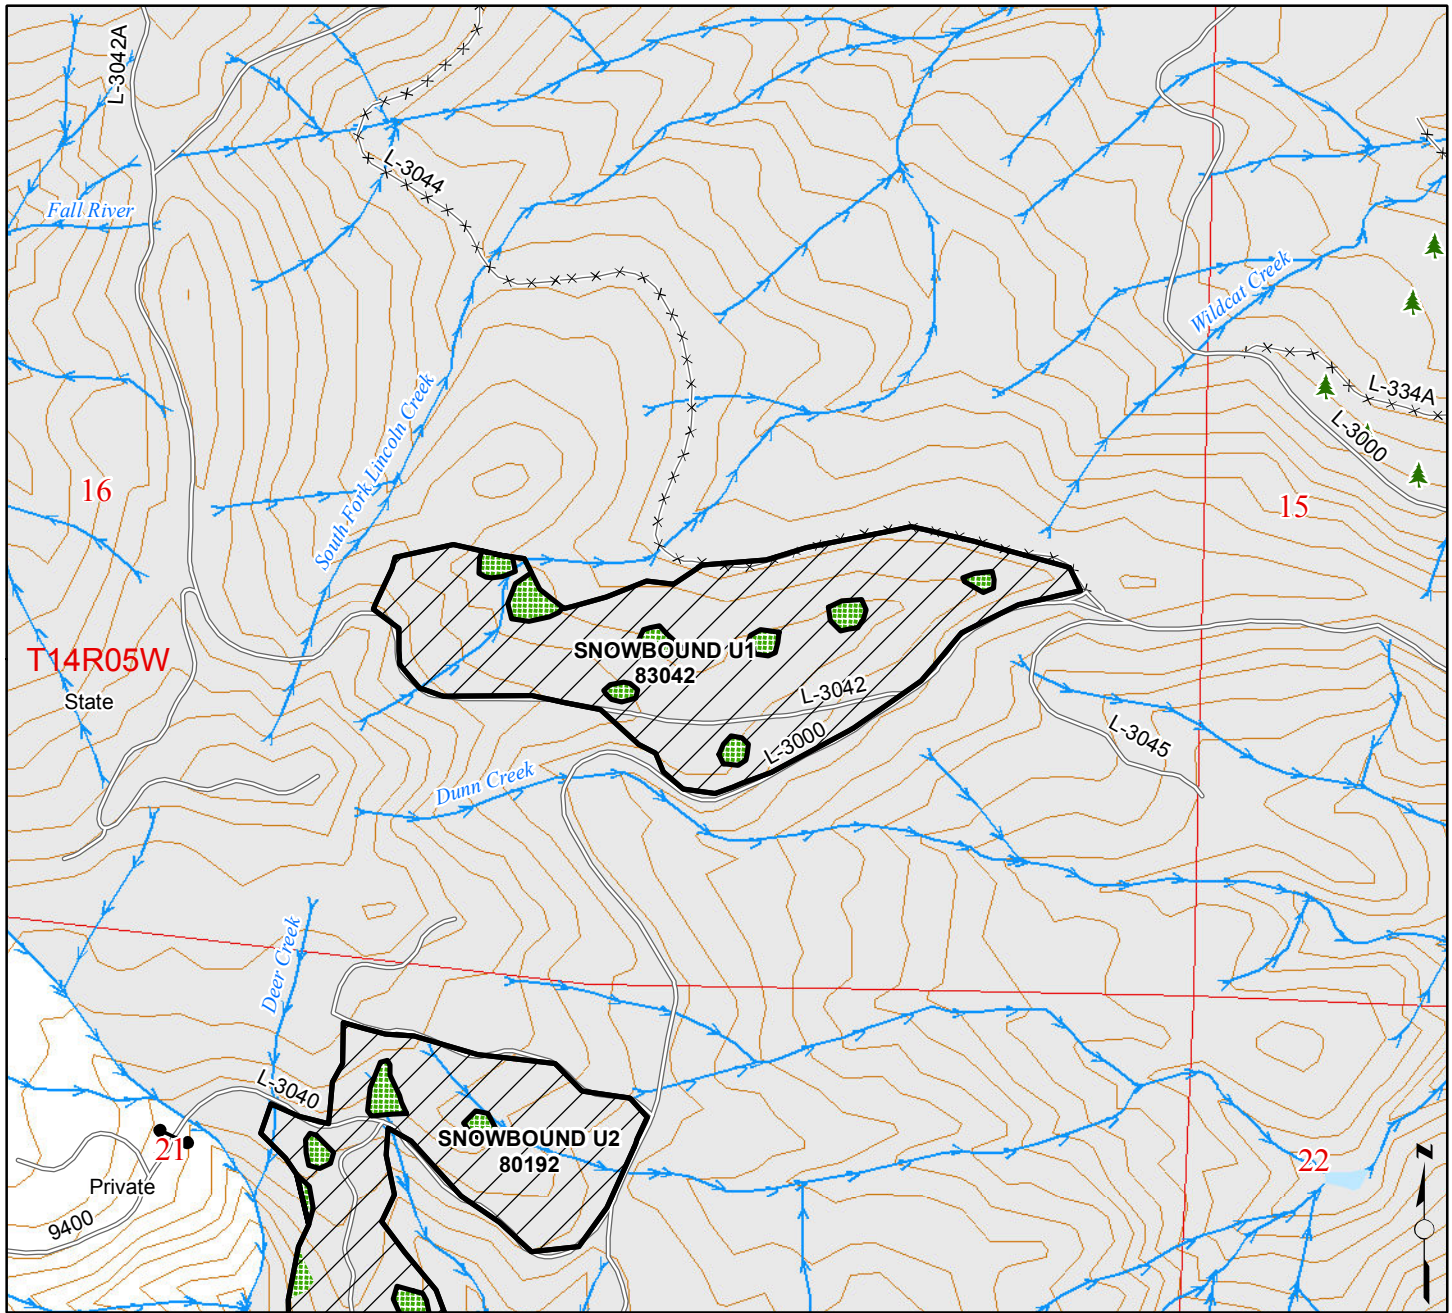 L-3042A
L-3044
Fall River
Wildcat Creek
South Fork Lincoln Creek
L-334A
L-3000
16
15
T14R05W
State
SNOWBOUND U1
83042
L-3042
L-3000
L-3045
Dunn Creek
Deer Creek
L-3040
SNOWBOUND U2
80192
21
Private
9400
22
N